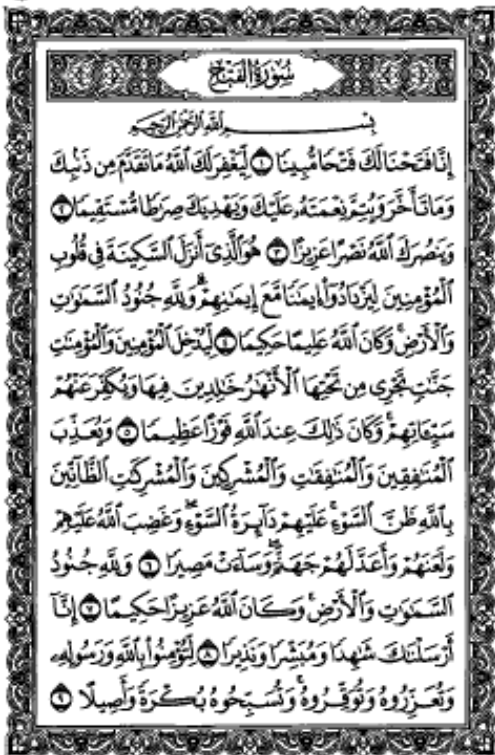 سُورَةُ الفَتْحِ
بِسْمِ اللَّهِ الرَّحْمَٰنِ الرَّحِيمِ
إِنَّا فَتَحْنَا لَكَ فَتْحًا مُّبِينًا ١ لِّيَغْفِرَ لَكَ اللَّهُ مَا تَقَدَّمَ مِن ذَنبِكَ
وَمَا تَأَخَّرَ وَيُتِمَّ نِعْمَتَهُۥ عَلَيْكَ وَيَهْدِيَكَ صِرَٰطًا مُّسْتَقِيمًا ٢
وَيَنصُرَكَ اللَّهُ نَصْرًا عَزِيزًا ٣ هُوَ الَّذِىٓ أَنزَلَ السَّكِينَةَ فِى قُلُوبِ
الْمُؤْمِنِينَ لِيَزْدَادُوٓا۟ إِيمَٰنًا مَّعَ إِيمَٰنِهِمْ ۗ وَلِلَّهِ جُنُودُ السَّمَٰوَٰتِ
وَالْأَرْضِ ۚ وَكَانَ اللَّهُ عَلِيمًا حَكِيمًا ٤ لِّيُدْخِلَ الْمُؤْمِنِينَ وَالْمُؤْمِنَٰتِ
جَنَّٰتٍ تَجْرِى مِن تَحْتِهَا الْأَنْهَٰرُ خَٰلِدِينَ فِيهَا وَيُكَفِّرَ عَنْهُمْ
سَيِّـَٔاتِهِمْ ۚ وَكَانَ ذَٰلِكَ عِندَ اللَّهِ فَوْزًا عَظِيمًا ٥ وَيُعَذِّبَ
الْمُنَٰفِقِينَ وَالْمُنَٰفِقَٰتِ وَالْمُشْرِكِينَ وَالْمُشْرِكَٰتِ الظَّآنِّينَ
بِاللَّهِ ظَنَّ السَّوْءِ ۚ عَلَيْهِمْ دَآئِرَةُ السَّوْءِ ۖ وَغَضِبَ اللَّهُ عَلَيْهِمْ
وَلَعَنَهُمْ وَأَعَدَّ لَهُمْ جَهَنَّمَ ۖ وَسَآءَتْ مَصِيرًا ٦ وَلِلَّهِ جُنُودُ
السَّمَٰوَٰتِ وَالْأَرْضِ ۚ وَكَانَ اللَّهُ عَزِيزًا حَكِيمًا ٧ إِنَّآ
أَرْسَلْنَٰكَ شَٰهِدًا وَمُبَشِّرًا وَنَذِيرًا ٨ لِّتُؤْمِنُوا۟ بِاللَّهِ وَرَسُولِهِۦ
وَتُعَزِّرُوهُ وَتُوَقِّرُوهُ ۚ وَتُسَبِّحُوهُ بُكْرَةً وَأَصِيلًا ٩